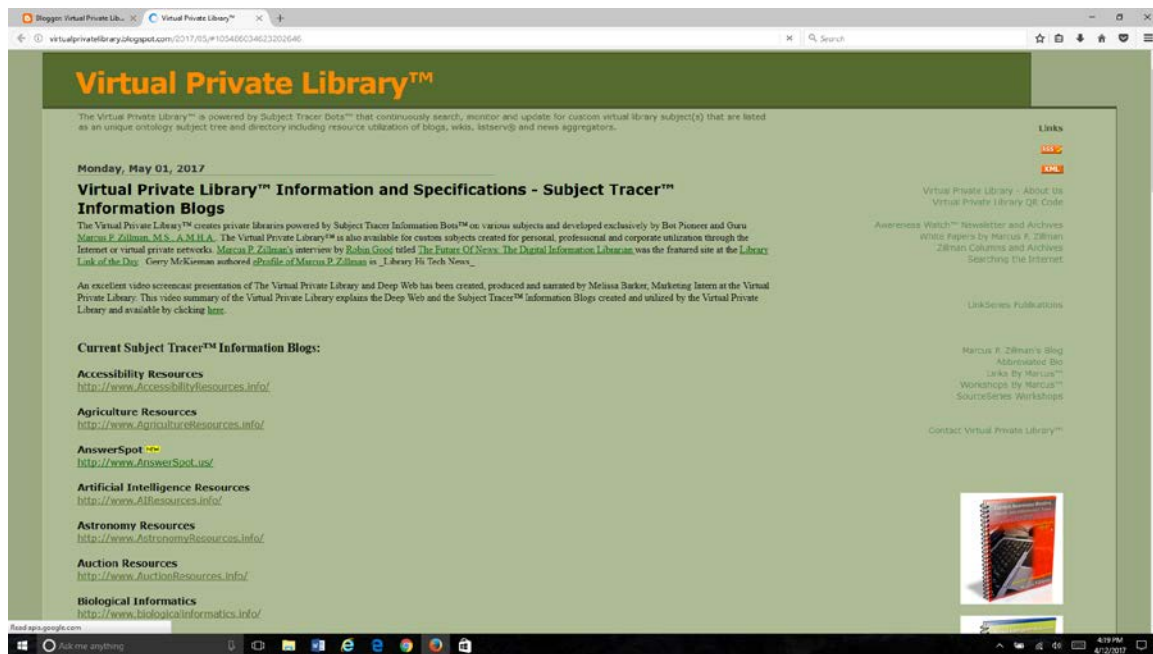 Bloggen Virtual Private Lib...
Virtual Private Library™
virtualprivatelibrary.blogspot.com/2017/05/#105486034623202646
Search
Virtual Private Library™
The Virtual Private Library™ is powered by Subject Tracer Bots™ that continuously search, monitor and update for custom virtual library subject(s) that are listed
as an unique ontology subject tree and directory including resource utilization of blogs, wikis, listserv® and news aggregators.
Monday, May 01, 2017
Virtual Private Library™ Information and Specifications - Subject Tracer™
Information Blogs
The Virtual Private Library™ creates private libraries powered by Subject Tracer Information Bots™ on various subjects and developed exclusively by Bot Pioneer and Guru
Marcus P. Zillman, M.S., A.M.H.A.. The Virtual Private Library™ is also available for custom subjects created for personal, professional and corporate utilization through the
Internet or virtual private networks. Marcus P. Zillman's interview by Robin Good titled The Future Of News: The Digital Information Librarian was the featured site at the Library
Link of the Day. Gerry McKiernan authored eProfile of Marcus P. Zillman in _Library Hi Tech News_
An excellent video screencast presentation of The Virtual Private Library and Deep Web has been created, produced and narrated by Melissa Barker, Marketing Intern at the Virtual
Private Library. This video summary of the Virtual Private Library explains the Deep Web and the Subject Tracer™ Information Blogs created and utilized by the Virtual Private
Library and available by clicking here.
Current Subject Tracer™ Information Blogs:
Accessibility Resources
http://www.AccessibilityResources.info/
Agriculture Resources
http://www.AgricultureResources.info/
AnswerSpot NEW
http://www.AnswerSpot.us/
Artificial Intelligence Resources
http://www.AIResources.info/
Astronomy Resources
http://www.AstronomyResources.info/
Auction Resources
http://www.AuctionResources.info/
Biological Informatics
http://www.biologicalinformatics.info/
Links
RSS
XML
Virtual Private Library - About Us
Virtual Private Library QR Code
Awareness Watch™ Newsletter and Archives
White Papers by Marcus P. Zillman
Zillman Columns and Archives
Searching the Internet
LinkSeries Publications
Marcus P. Zillman's Blog
Abbreviated Bio
Links By Marcus™
Workshops By Marcus™
SourceSeries Workshops
Contact Virtual Private Library™
Read apis.google.com
Ask me anything
4:19 PM
4/12/2017